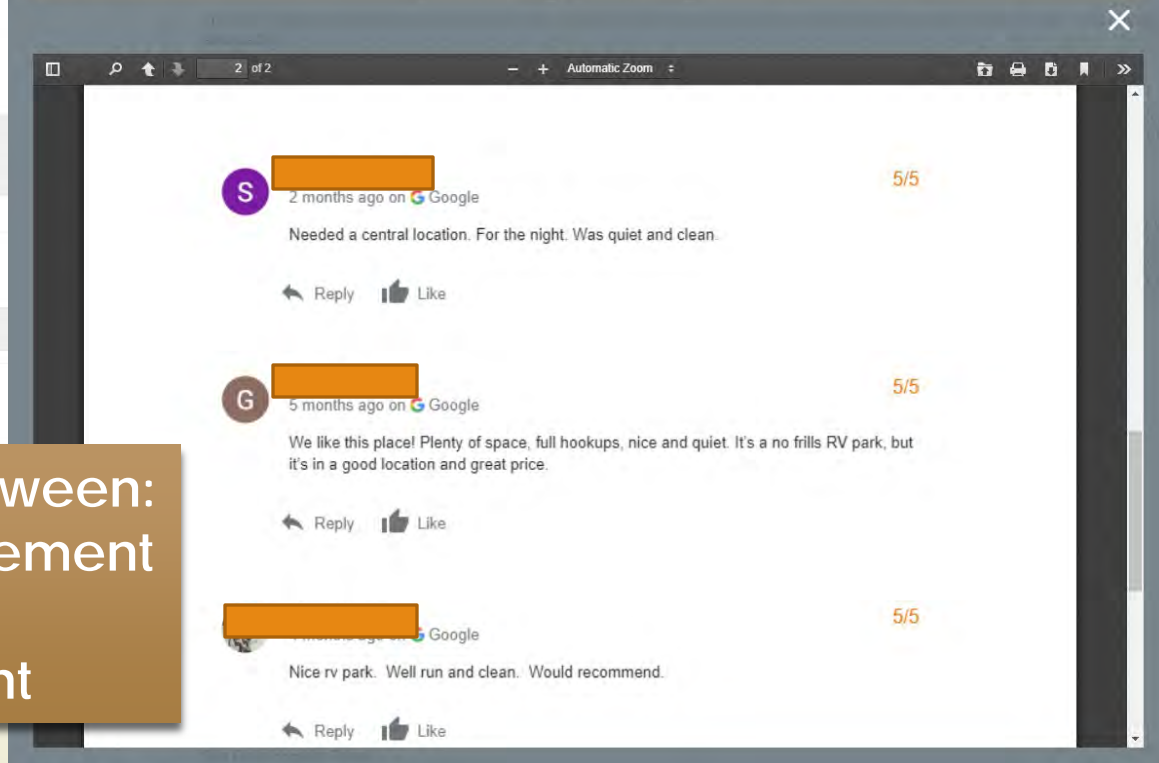 2 of 2
Automatic Zoom
S
5/5
2 months ago on Google
Needed a central location. For the night. Was quiet and clean.
Reply Like
G
5/5
5 months ago on Google
We like this place! Plenty of space, full hookups, nice and quiet. It's a no frills RV park, but
it's in a good location and great price.
Reply Like
5/5
Google
Nice rv park. Well run and clean. Would recommend.
Reply Like
ween:
ement
nt